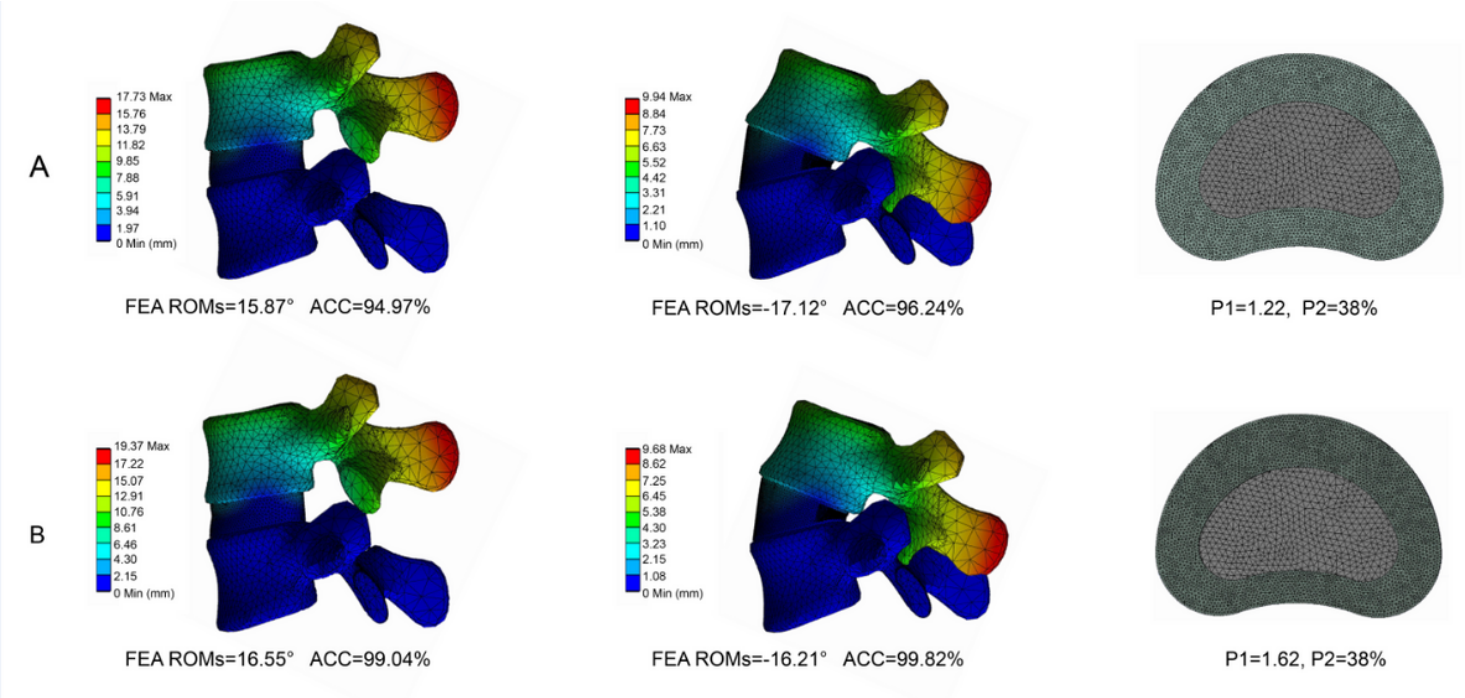 A
17.73 Max
15.76
13.79
11.82
9.85
7.88
5.91
3.94
1.97
0 Min (mm)
FEA ROMs=15.87° ACC=94.97%
9.94 Max
8.84
7.73
6.63
5.52
4.42
3.31
2.21
1.10
0 Min (mm)
FEA ROMs=-17.12° ACC=96.24%
P1=1.22, P2=38%
B
19.37 Max
17.22
15.07
12.91
10.76
8.61
6.46
4.30
2.15
0 Min (mm)
FEA ROMs=16.55° ACC=99.04%
9.68 Max
8.62
7.25
6.45
5.38
4.30
3.23
2.15
1.08
0 Min (mm)
FEA ROMs=-16.21° ACC=99.82%
P1=1.62, P2=38%